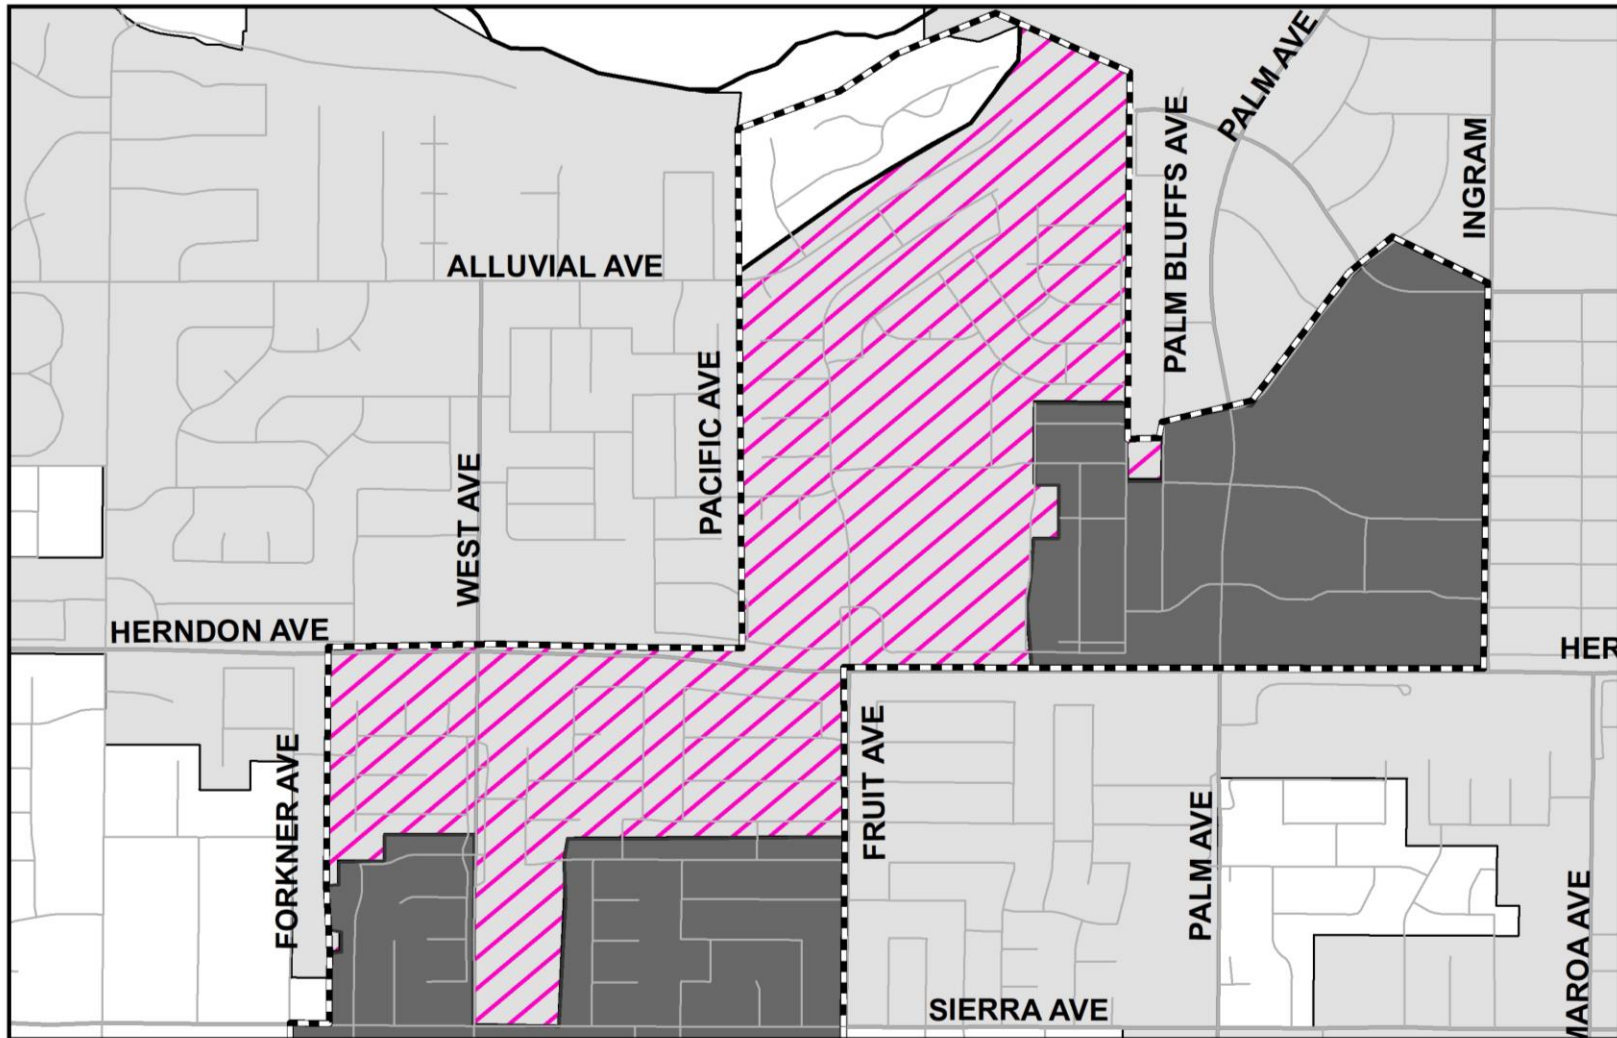 PALM AVE
PALM BLUFFS AVE
INGRAM
ALLUVIAL AVE
PACIFIC AVE
WEST AVE
HERNDON AVE
HER
FORKNER AVE
FRUIT AVE
PALM AVE
MAROA AVE
SIERRA AVE